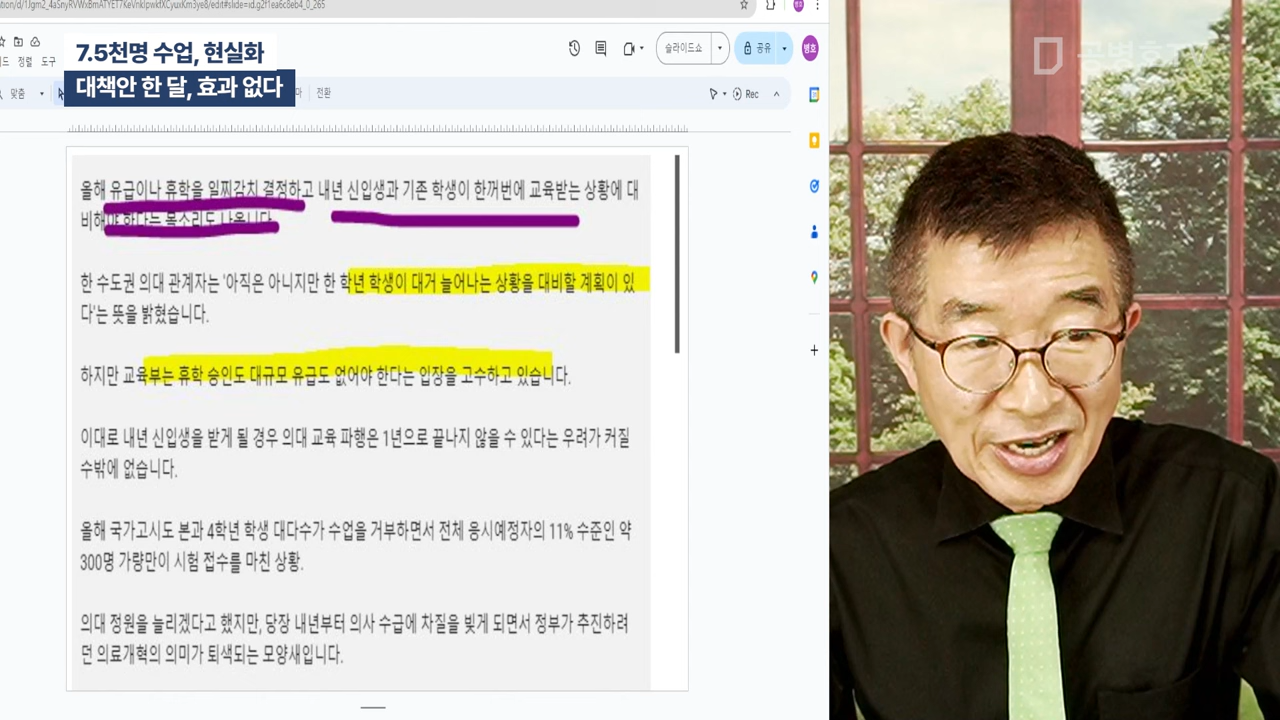 7.5천명 수업, 현실화
대책안 한 달, 효과 없다
정렬 도구
슬라이드쇼
공유
병호
맞춤
전환
Rec
공병호TV
올해 유급이나 휴학을 일찌감치 결정하고 내년 신입생과 기존 학생이 한꺼번에 교육받는 상황에 대
비해야 한다는 목소리도 나옵니다.
한 수도권 의대 관계자는 '아직은 아니지만 한 학년 학생이 대거 늘어나는 상황을 대비할 계획이 있
다'는 뜻을 밝혔습니다.
하지만 교육부는 휴학 승인도 대규모 유급도 없어야 한다는 입장을 고수하고 있습니다.
이대로 내년 신입생을 받게 될 경우 의대 교육 파행은 1년으로 끝나지 않을 수 있다는 우려가 커질
수밖에 없습니다.
올해 국가고시도 본과 4학년 학생 대다수가 수업을 거부하면서 전체 응시예정자의 11% 수준인 약
300명 가량만이 시험 접수를 마친 상황.
의대 정원을 늘리겠다고 했지만, 당장 내년부터 의사 수급에 차질을 빚게 되면서 정부가 추진하려
던 의료개혁의 의미가 퇴색되는 모양새입니다.